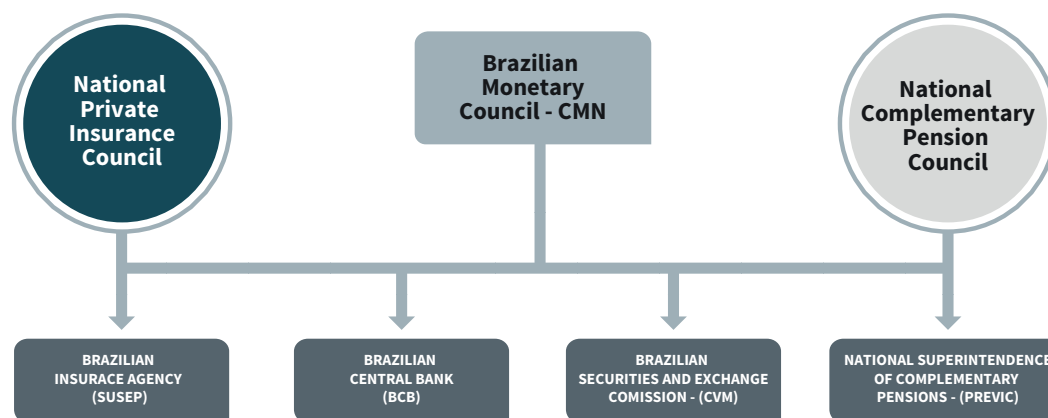 National
Private
Insurance
Council
Brazilian
Monetary
Council - CMN
National
Complementary
Pension
Council
BRAZILIAN
INSURACE AGENCY
(SUSEP)
BRAZILIAN
CENTRAL BANK
(BCB)
BRAZILIAN
SECURITIES AND EXCHANGE
COMISSION - (CVM)
NATIONAL SUPERINTENDENCE
OF COMPLEMENTARY
PENSIONS - (PREVIC)